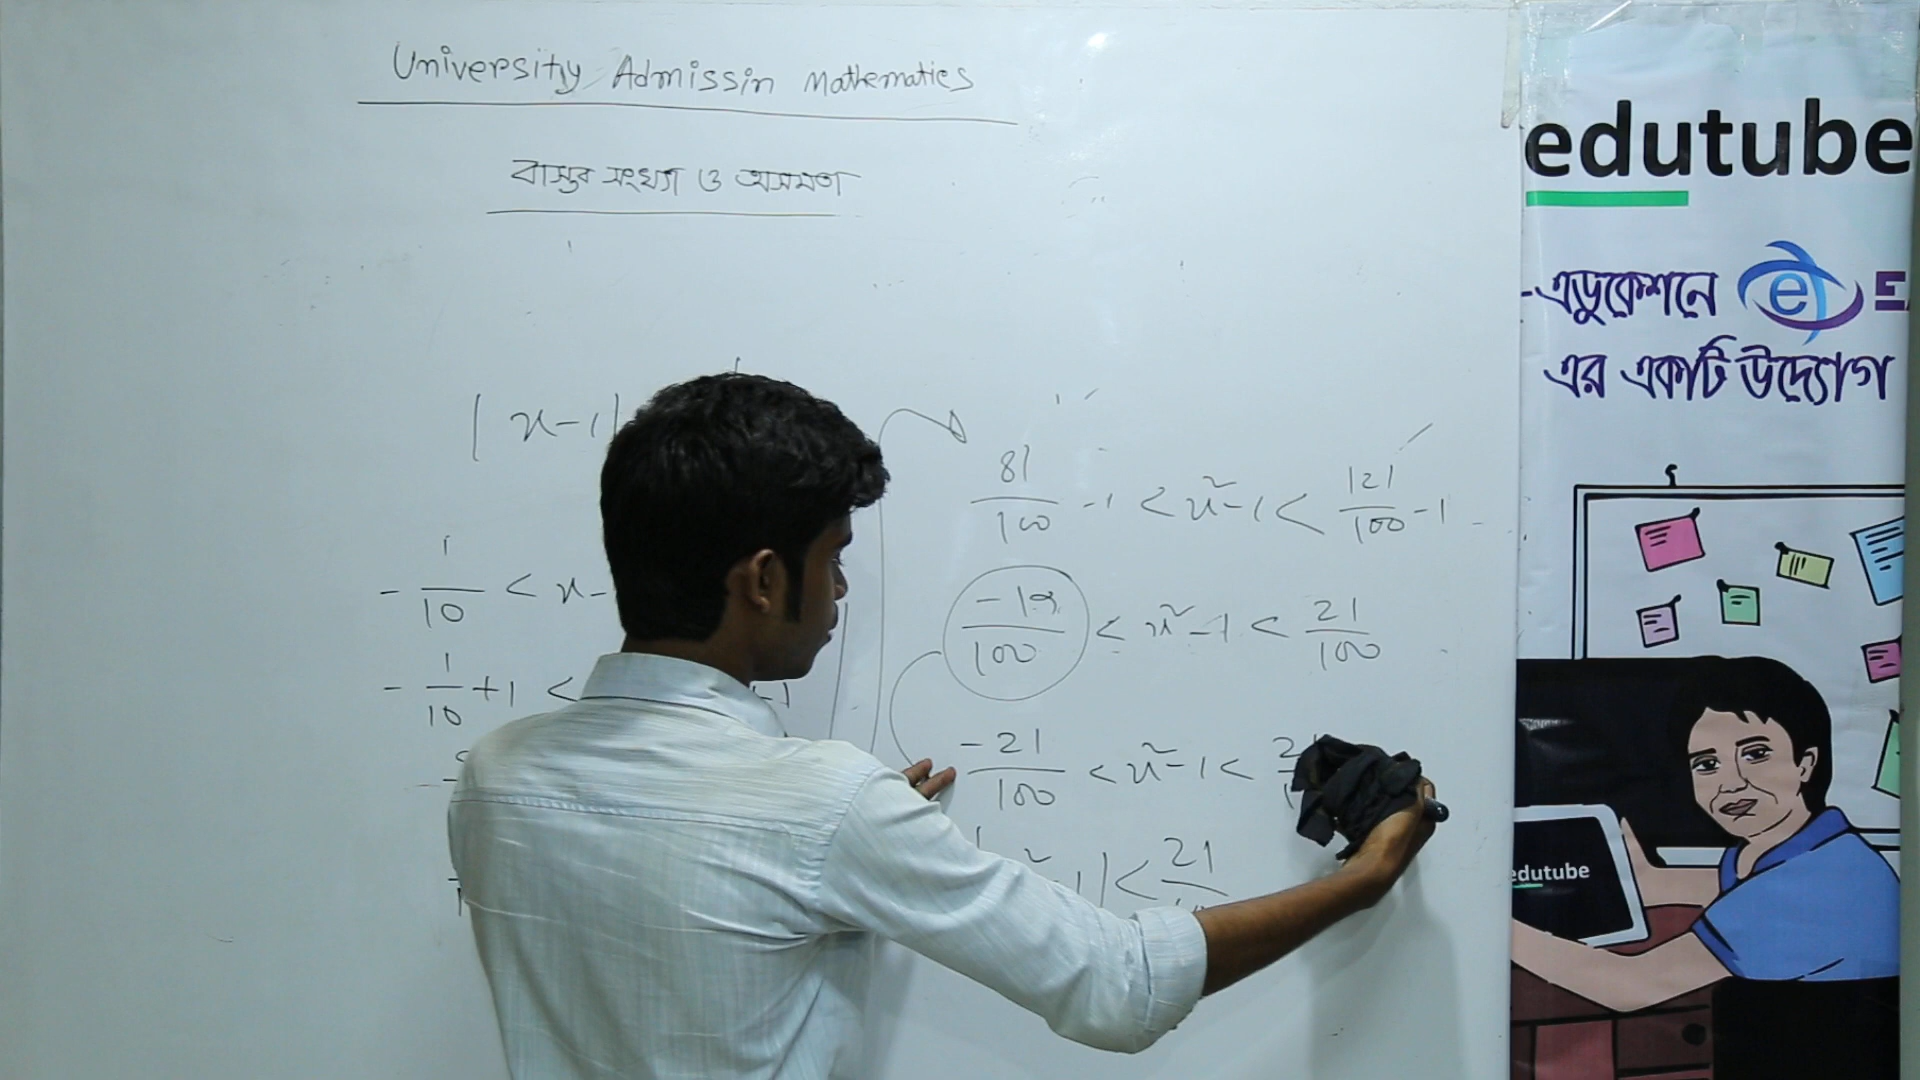 University Admissin Mathematics
বাস্তব সংখ্যা ও অসমতা
|x-1|
- 1/10 < x-
- 1/10 +1 <
+1
81/100 -1 < x² -1 < 121/100 -1
-19/100 < x² -1 < 21/100
-21/100 < x² -1 < 2
-1| < 21
edutube
-এডুকেশনে e E
এর একটি উদ্যোগ
edutube